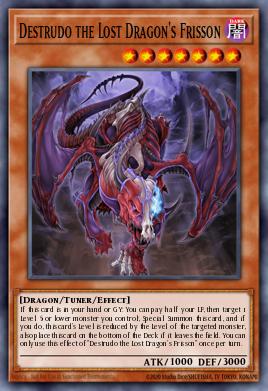 Destrudo the Lost Dragon's Frisson
DARK
闇
[Dragon/Tuner/Effect]
If this card is in your hand or GY: You can pay half your LP, then target 1
Level 5 or lower monster you control; Special Summon this card, and if
you do, this card's Level is reduced by the Level of the targeted monster,
also place this card on the bottom of the Deck if it leaves the field. You can
only use this effect of "Destrudo the Lost Dragon's Frisson" once per turn.
ATK/1000 DEF/3000
©2020 Studio Dice/SHUEISHA, TV TOKYO, KONAMI